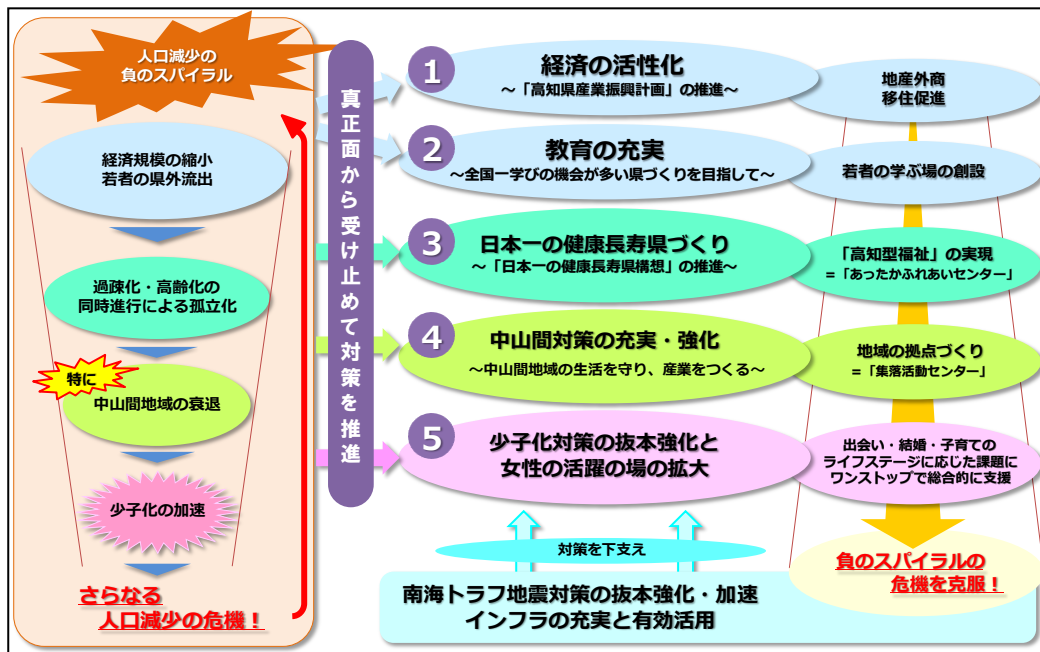 人口減少の
負のスパイラル
経済規模の縮小
若者の県外流出
過疎化・高齢化の
同時進行による孤立化
特に
中山間地域の衰退
少子化の加速
さらなる
人口減少の危機！
真正面から受け止めて対策を推進
1
経済の活性化
～「高知県産業振興計画」の推進～
地産外商
移住促進
2
教育の充実
～全国一学びの機会が多い県づくりを目指して～
若者の学ぶ場の創設
3
日本一の健康長寿県づくり
～「日本一の健康長寿県構想」の推進～
「高知型福祉」の実現
＝「あったかふれあいセンター」
4
中山間対策の充実・強化
～中山間地域の生活を守り、産業をつくる～
地域の拠点づくり
＝「集落活動センター」
5
少子化対策の抜本強化と
女性の活躍の場の拡大
出会い・結婚・子育ての
ライフステージに応じた課題に
ワンストップで総合的に支援
対策を下支え
南海トラフ地震対策の抜本強化・加速
インフラの充実と有効活用
負のスパイラルの
危機を克服！